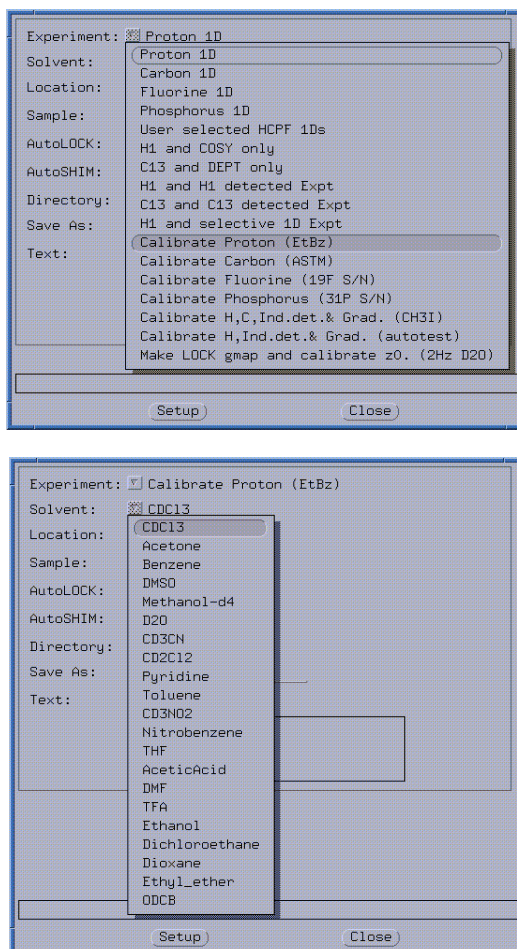 Experiment: Proton 1D
Solvent:
Location:
Sample:
AutoLOCK:
AutoSHIM:
Directory:
Save As:
Text:
Proton 1D
Carbon 1D
Fluorine 1D
Phosphorus 1D
User selected HCPF 1Ds
H1 and COSY only
C13 and DEPT only
H1 and H1 detected Expt
C13 and C13 detected Expt
H1 and selective 1D Expt
Calibrate Proton (EtBz)
Calibrate Carbon (ASTM)
Calibrate Fluorine (19F S/N)
Calibrate Phosphorus (31P S/N)
Calibrate H,C,Ind.det.& Grad. (CH3I)
Calibrate H,Ind.det.& Grad. (autotest)
Make LOCK gmap and calibrate z0. (2Hz D2O)
Setup Close
Experiment: Calibrate Proton (EtBz)
Solvent: CDCl3
Location:
Sample:
AutoLOCK:
AutoSHIM:
Directory:
Save As:
Text:
CDCl3
Acetone
Benzene
DMSO
Methanol-d4
D2O
CD3CN
CD2Cl2
Pyridine
Toluene
CD3NO2
Nitrobenzene
THF
AceticAcid
DMF
TFA
Ethanol
Dichloroethane
Dioxane
Ethyl_ether
ODCB
Setup Close